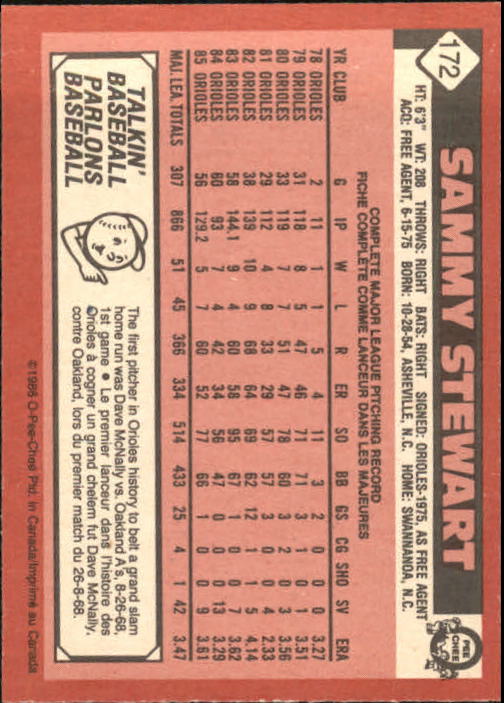 172
SAMMY STEWART
O-PEE-CHEE
HT: 6'3" WT: 208 THROWS: RIGHT BATS: RIGHT SIGNED: ORIOLES-1975, AS FREE AGENT
ACQ: FREE AGENT, 6-15-75 BORN: 10-28-54, ASHEVILLE, N.C. HOME: SWANNANDA, N.C.
COMPLETE MAJOR LEAGUE PITCHING RECORD
FICHE COMPLETE COMME LANCEUR DANS LES MAJEURES
YR CLUB G IP W L R ER SO BB GS CG SHO SV ERA
78 ORIOLES 2 11 1 1 5 4 11 3 2 0 0 0 3.27
79 ORIOLES 31 118 8 5 47 46 71 71 3 1 0 1 3.51
80 ORIOLES 33 119 7 7 51 47 78 60 3 2 0 3 3.56
81 ORIOLES 29 112 4 8 33 29 57 57 3 0 0 4 2.33
82 ORIOLES 38 139 10 9 68 64 69 62 12 1 1 5 4.14
83 ORIOLES 58 144.1 9 4 60 58 95 67 1 0 0 7 3.62
84 ORIOLES 60 93 7 4 42 34 56 47 0 0 0 13 3.29
85 ORIOLES 56 129.2 5 7 60 52 77 66 1 0 0 9 3.61
MAJ. LEA. TOTALS 307 866 51 45 366 334 514 433 25 4 1 42 3.47
TALKIN'
BASEBALL
PARLONS
BASEBALL
The first pitcher in Orioles history to belt a grand slam
home run was Dave McNally vs. Oakland A's, 8-26-68,
1st game • Le premier lanceur dans l'histoire des
Orioles à cogner un grand chelem fut Dave McNally,
contre Oakland, lors du premier match du 26-8-68.
©1986 O-Pee-Chee Ptd. in Canada/Imprimé au Canada